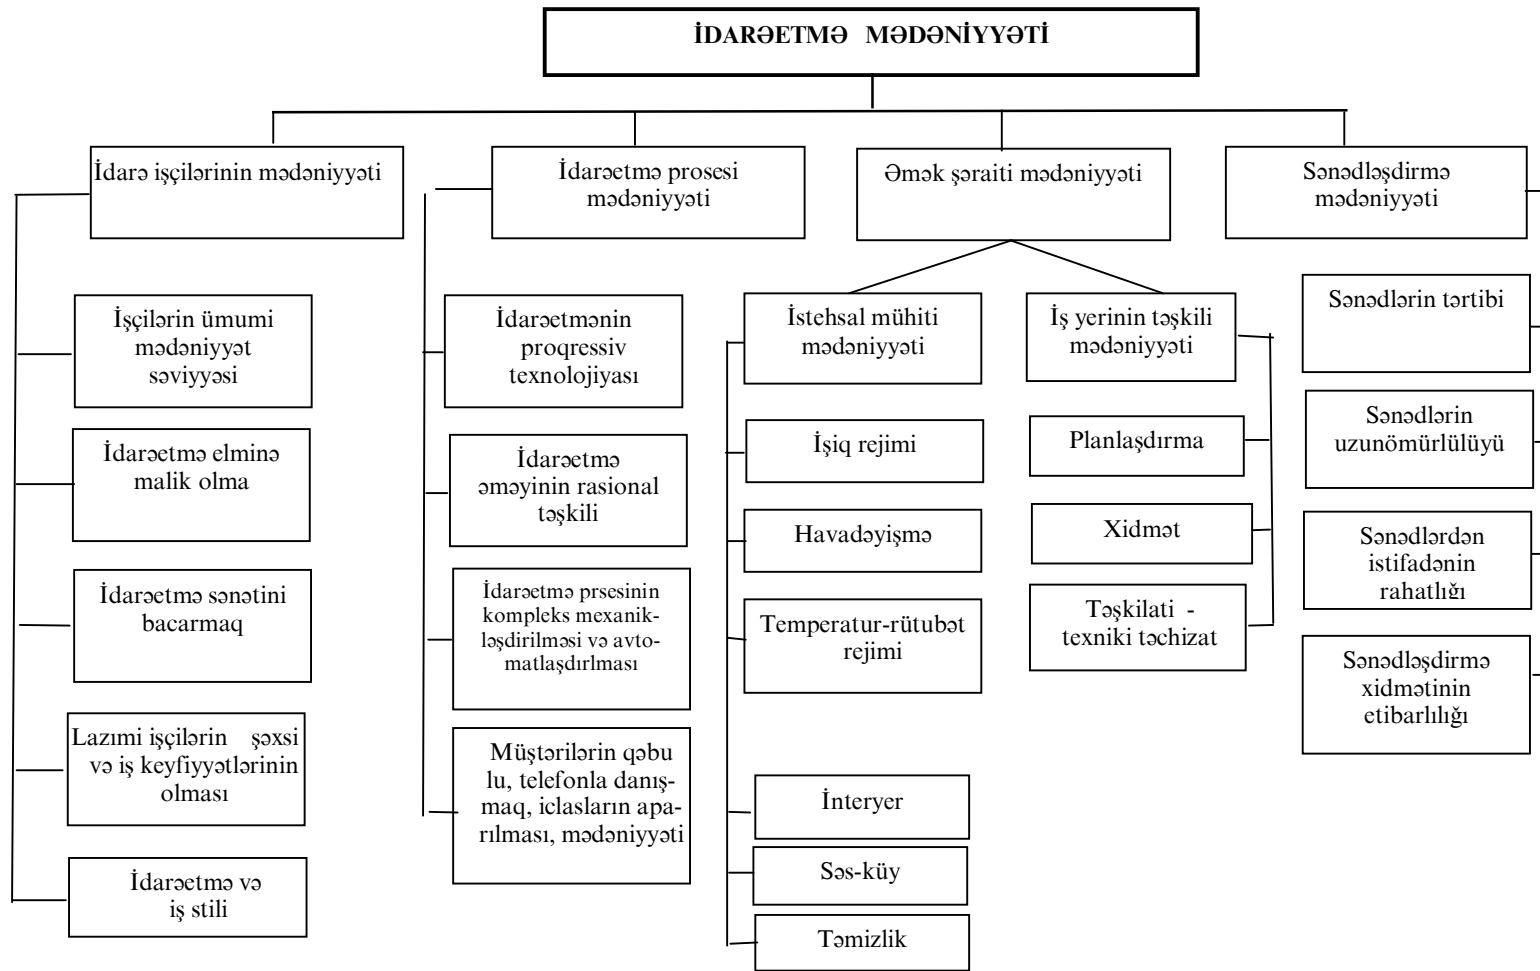 İDARƏETMƏ MƏDƏNİYYƏTİ
İdarə işçilərinin mədəniyyəti
İdarəetmə prosesi
mədəniyyəti
Əmək şəraiti mədəniyyəti
Sənədləşdirmə
mədəniyyəti
İşçilərin ümumi
mədəniyyət
səviyyəsi
İdarəetmə elminə
malik olma
İdarəetmə sənətini
bacarmaq
Lazımi işçilərin şəxsi
və iş keyfiyyətlərinin
olması
İdarəetmə və
iş stili
İdarəetmənin
proqressiv
texnolojiyası
İdarəetmə
əməyinin rasional
təşkili
İdarəetmə prsesinin
kompleks mexanik-
ləşdirilməsi və avto-
matlaşdırlması
Müştərilərin qəbu
lu, telefonla danış-
maq, iclasların apa-
rılması, mədəniyyəti
İstehsal mühiti
mədəniyyəti
İşiq rejimi
Havadəyişmə
Temperatur-rütubət
rejimi
İnteryer
Səs-küy
Təmizlik
İş yerinin təşkili
mədəniyyəti
Planlaşdırma
Xidmət
Təşkilati -
texniki təchizat
Sənədlərin tərtibi
Sənədlərin
uzunömürlülüyü
Sənədlərdən
istifadənin
rahatlığı
Sənədləşdirmə
xidmətinin
etibarlılığı